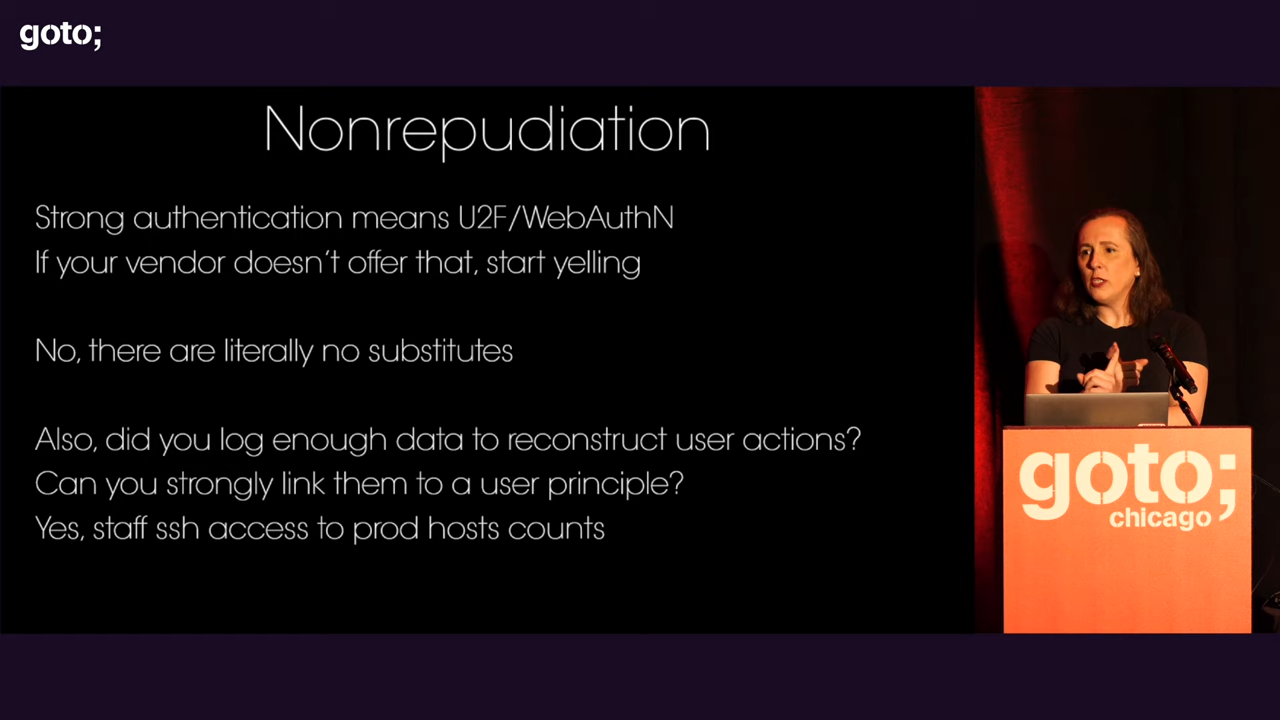 goto;
Nonrepudiation
Strong authentication means U2F/WebAuthN
If your vendor doesn't offer that, start yelling
No, there are literally no substitutes
Also, did you log enough data to reconstruct user actions?
Can you strongly link them to a user principle?
Yes, staff ssh access to prod hosts counts
goto;
chicago